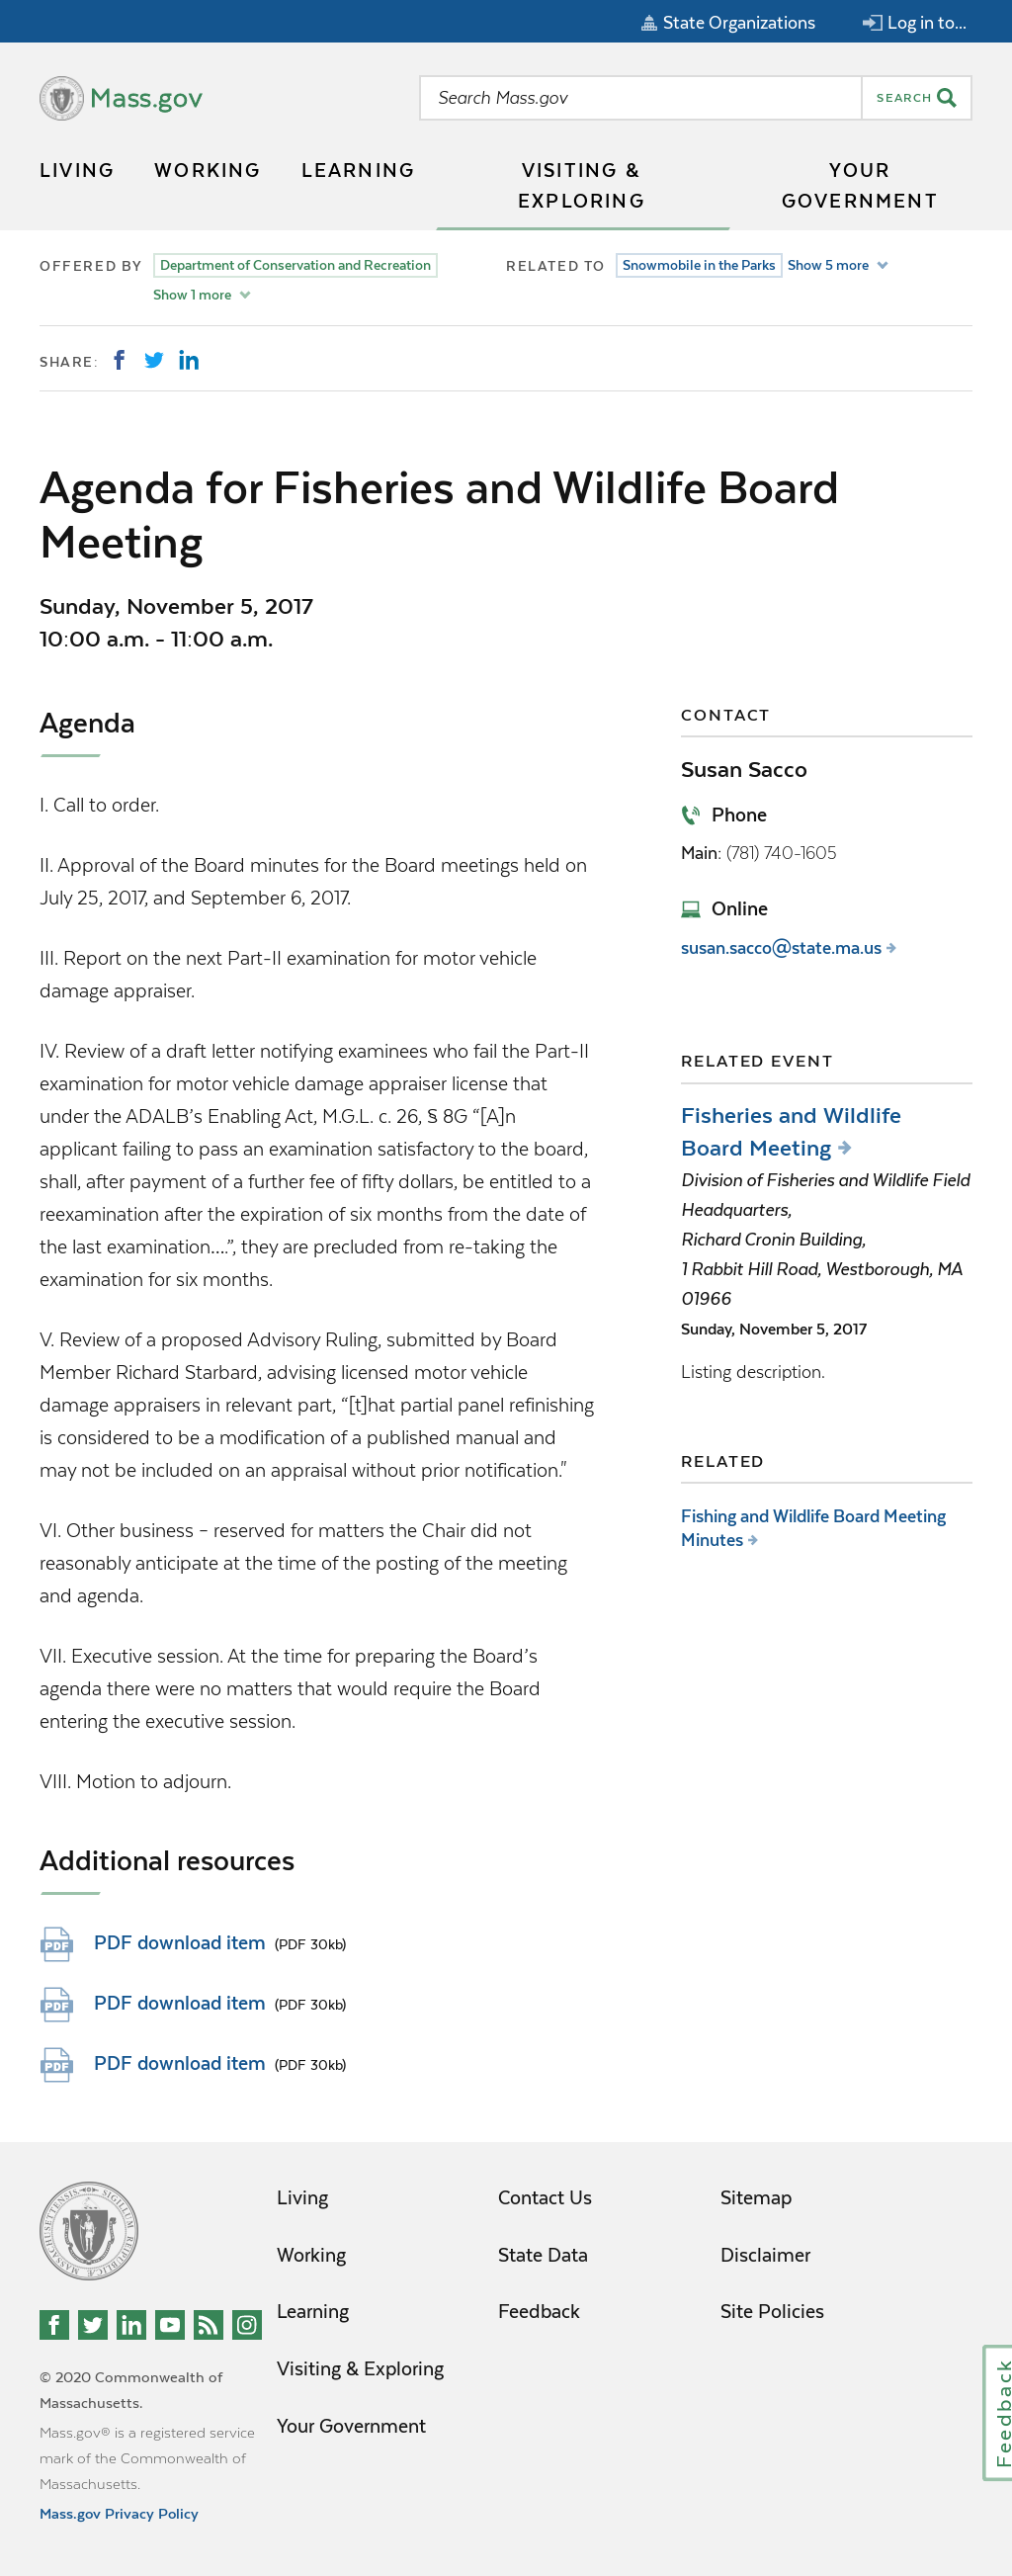 State Organizations
Log in to...
Mass.gov
Search Mass.gov
SEARCH
LIVING
WORKING
LEARNING
VISITING &
EXPLORING
YOUR
GOVERNMENT
OFFERED BY
Department of Conservation and Recreation
Show 1 more
RELATED TO
Snowmobile in the Parks
Show 5 more
SHARE:
Agenda for Fisheries and Wildlife Board
Meeting
Sunday, November 5, 2017
10:00 a.m. - 11:00 a.m.
Agenda
I. Call to order.
II. Approval of the Board minutes for the Board meetings held on
July 25, 2017, and September 6, 2017.
III. Report on the next Part-II examination for motor vehicle
damage appraiser.
IV. Review of a draft letter notifying examinees who fail the Part-II
examination for motor vehicle damage appraiser license that
under the ADALB’s Enabling Act, M.G.L. c. 26, § 8G “[A]n
applicant failing to pass an examination satisfactory to the board,
shall, after payment of a further fee of fifty dollars, be entitled to a
reexamination after the expiration of six months from the date of
the last examination….”, they are precluded from re-taking the
examination for six months.
V. Review of a proposed Advisory Ruling, submitted by Board
Member Richard Starbard, advising licensed motor vehicle
damage appraisers in relevant part, “[t]hat partial panel refinishing
is considered to be a modification of a published manual and
may not be included on an appraisal without prior notification."
VI. Other business – reserved for matters the Chair did not
reasonably anticipate at the time of the posting of the meeting
and agenda.
VII. Executive session. At the time for preparing the Board’s
agenda there were no matters that would require the Board
entering the executive session.
VIII. Motion to adjourn.
Additional resources
PDF PDF download item (PDF 30kb)
PDF PDF download item (PDF 30kb)
PDF PDF download item (PDF 30kb)
CONTACT
Susan Sacco
Phone
Main: (781) 740-1605
Online
susan.sacco@state.ma.us
RELATED EVENT
Fisheries and Wildlife
Board Meeting
Division of Fisheries and Wildlife Field
Headquarters,
Richard Cronin Building,
1 Rabbit Hill Road, Westborough, MA
01966
Sunday, November 5, 2017
Listing description.
RELATED
Fishing and Wildlife Board Meeting
Minutes
Living
Working
Learning
Visiting & Exploring
Your Government
Contact Us
State Data
Feedback
Sitemap
Disclaimer
Site Policies
© 2020 Commonwealth of
Massachusetts.
Mass.gov® is a registered service
mark of the Commonwealth of
Massachusetts.
Mass.gov Privacy Policy
Feedback